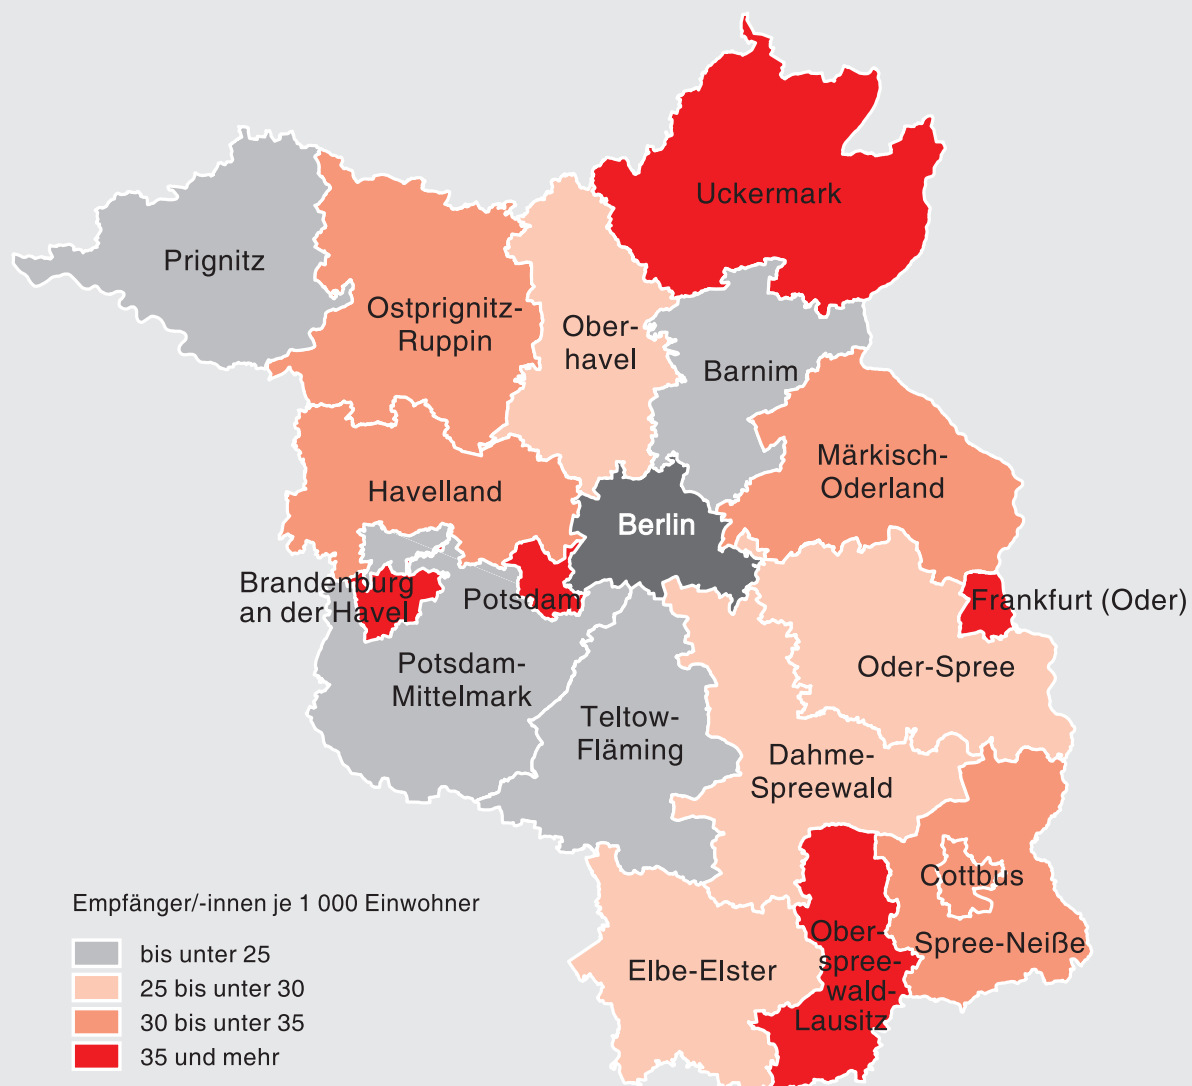 Uckermark
Prignitz
Ostprignitz-
Ruppin
Ober-
havel
Barnim
Märkisch-
Oderland
Havelland
Berlin
Brandenburg
an der Havel
Potsdam
Frankfurt (Oder)
Potsdam-
Mittelmark
Oder-Spree
Teltow-
Fläming
Dahme-
Spreewald
Cottbus
Spree-Neiße
Ober-
spree-
wald-
Lausitz
Elbe-Elster
Empfänger/-innen je 1 000 Einwohner
bis unter 25
25 bis unter 30
30 bis unter 35
35 und mehr